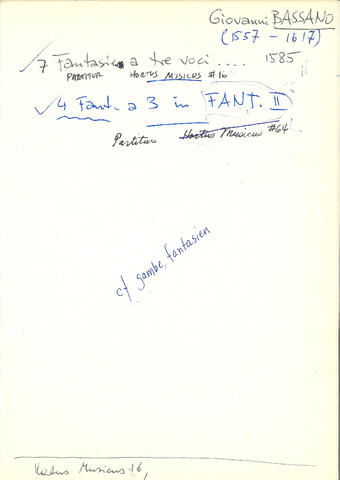 Giovanni BASSANO
(1557 - 1617)
✓ 7 Fantasie a tre voci .... 1585
PARTITUR HORTUS MUSICUS #16
✓ 4 Fant. a 3 in FANT. II
Partitur Hortus Musicus #64
cf gambe, fantasien
Hortus Musicus 16,